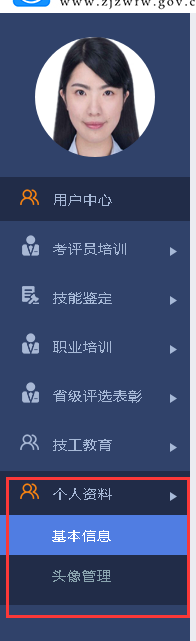 www.zjzwfw.gov.c
用户中心
考评员培训
技能鉴定
职业培训
省级评选表彰
技工教育
个人资料
基本信息
头像管理